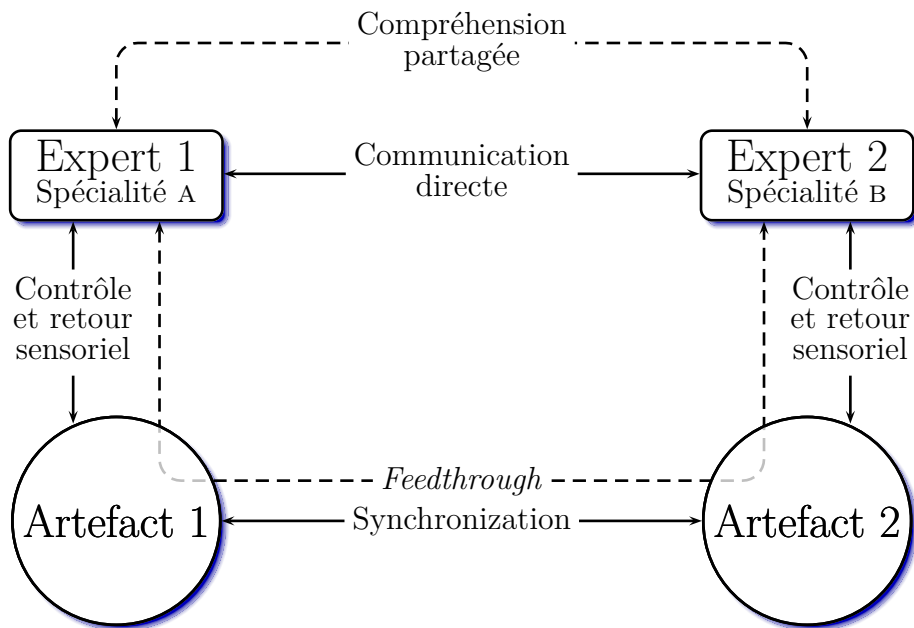 Compréhension
partagée
Expert 1
Spécialité A
Communication
directe
Expert 2
Spécialité B
Contrôle
et retour
sensoriel
Contrôle
et retour
sensoriel
Feedthrough
Artefact 1
Synchronization
Artefact 2